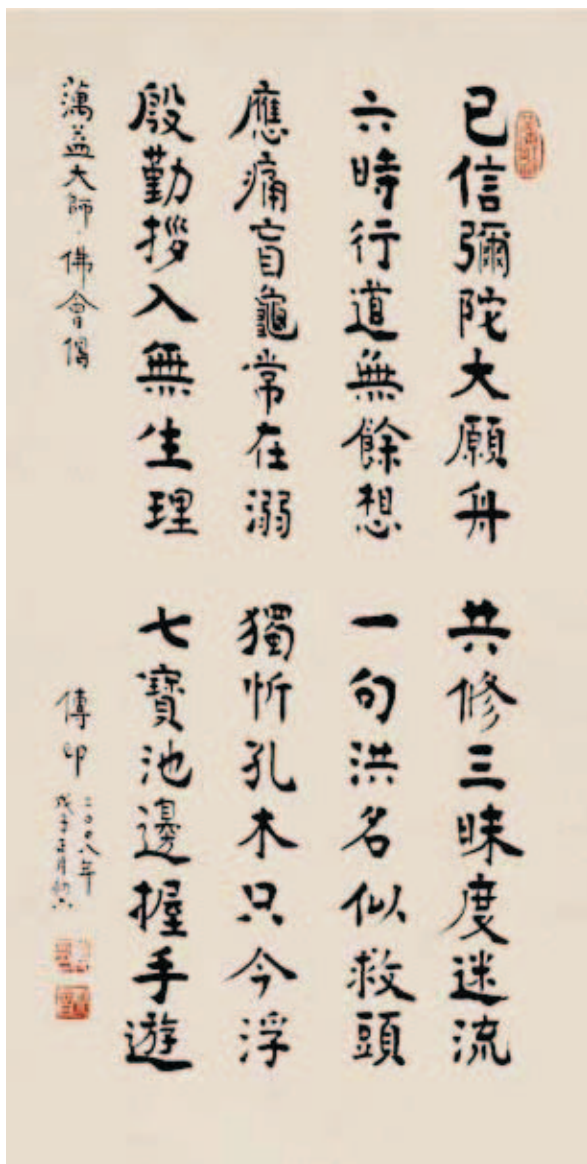 已信彌陀大願舟 共修三昧度迷流
六時行道無餘想 一句洪名似救頭
應痛盲龜常在溺 獨忻孔木只今浮
殷勤拶入無生理 七寶池邊握手遊
蕅益大師·佛會偈
傳印
二〇〇八年
戊子正月初六